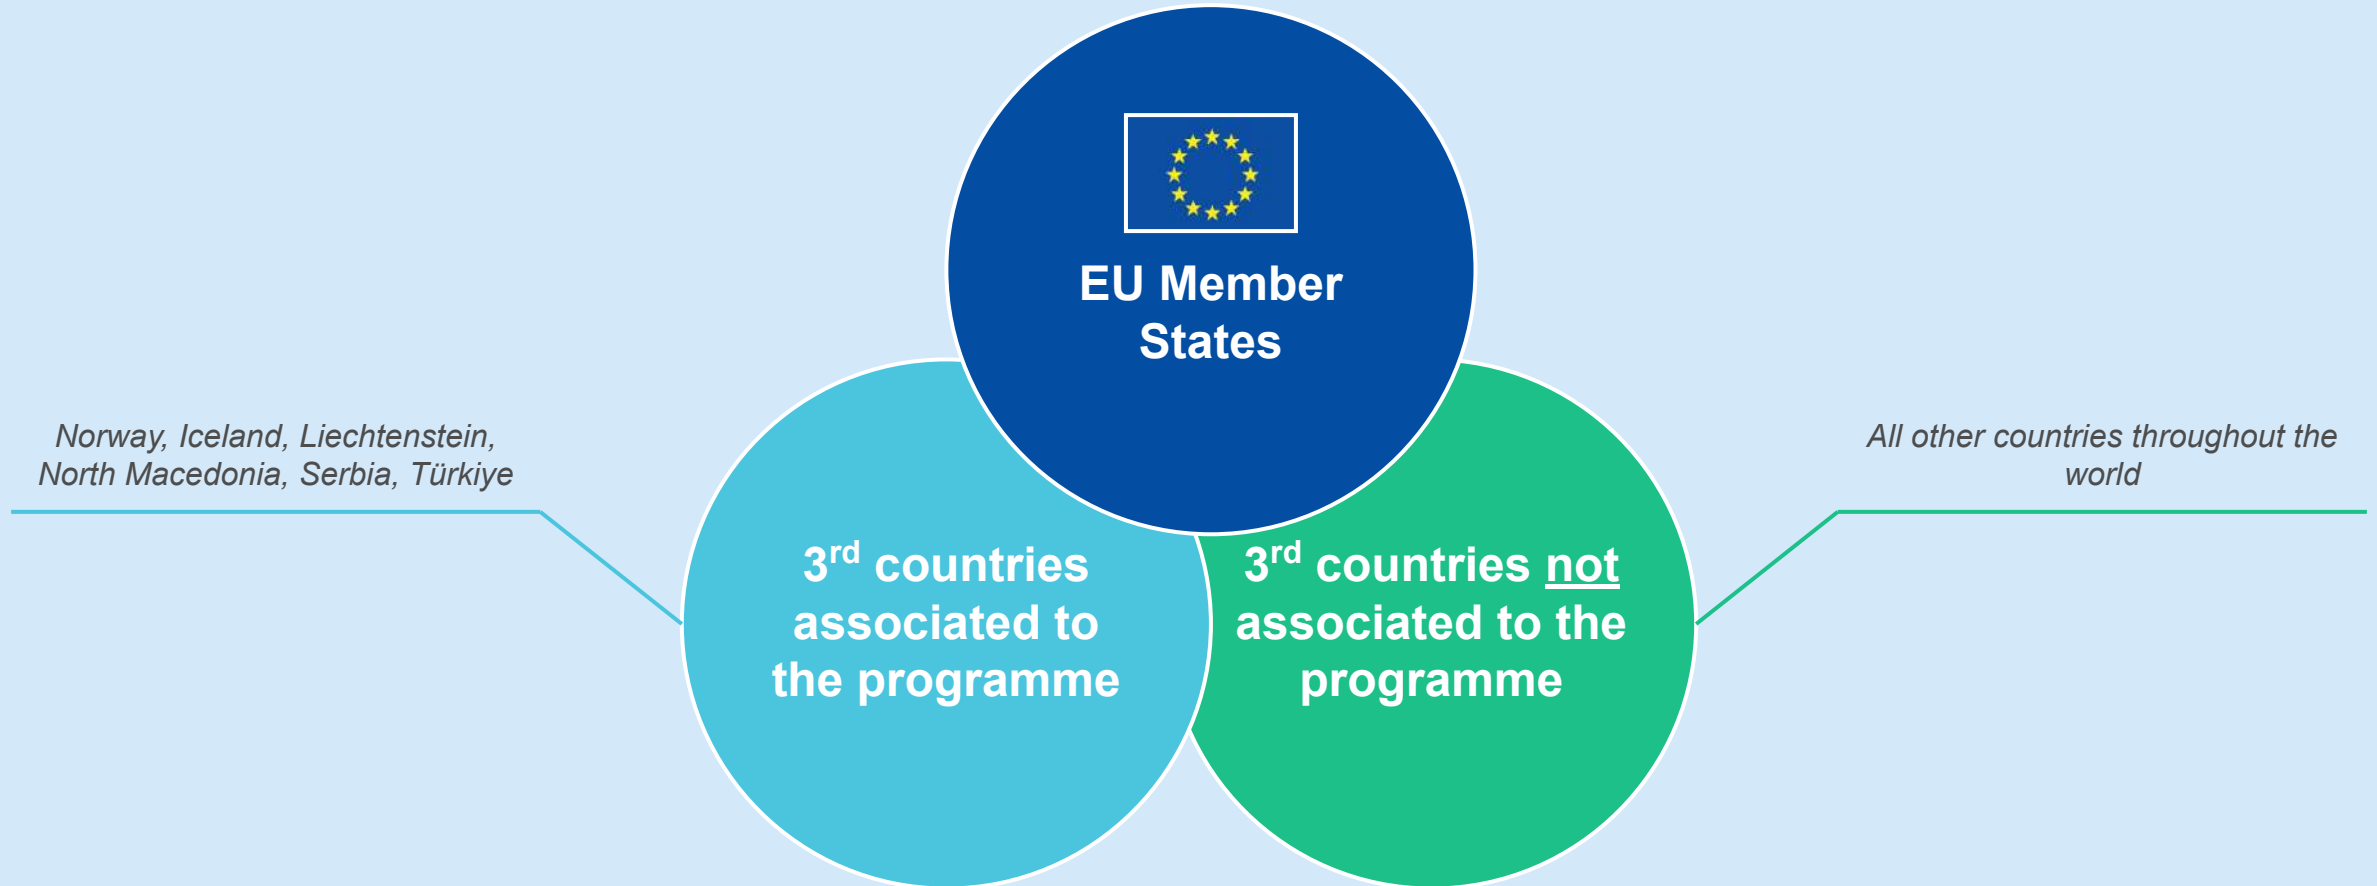 EU Member
States
Norway, Iceland, Liechtenstein,
North Macedonia, Serbia, Türkiye
All other countries throughout the
world
3rd countries
associated to
the programme
3rd countries not
associated to the
programme